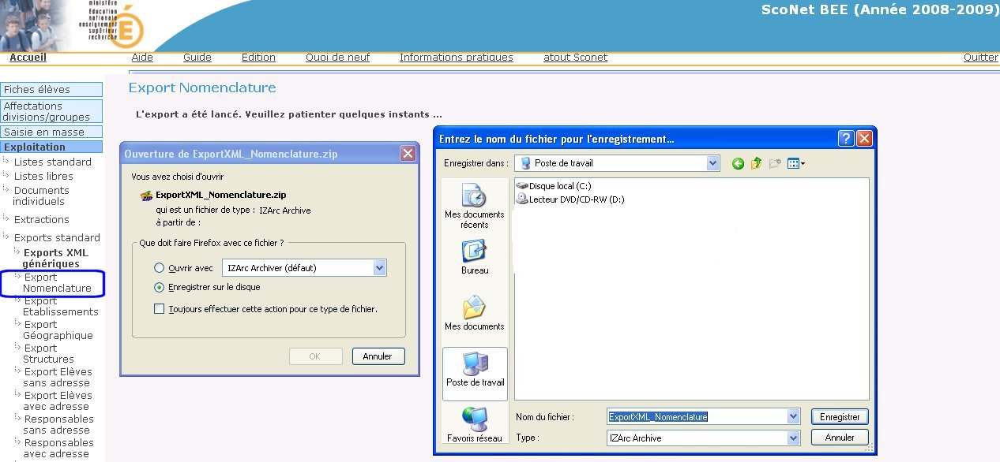 ministère
éducation
nationale
enseignement
supérieur
recherche
é
ScoNet BEE (Année 2008-2009)
Accueil
Aide
Guide
Edition
Quoi de neuf
Informations pratiques
atout Sconet
Quitter
Fiches élèves
Affectations
divisions/groupes
Saisie en masse
Exploitation
Listes standard
Listes libres
Documents
individuels
Extractions
Exports standard
Exports XML
génériques
Export
Nomenclature
Export
Etablissements
Export
Géographique
Export
Structures
Export Elèves
sans adresse
Export Elèves
avec adresse
Responsables
sans adresse
Responsables
avec adresse
Export Nomenclature
L'export a été lancé. Veuillez patienter quelques instants ...
Ouverture de ExportXML_Nomenclature.zip
Vous avez choisi d'ouvrir
ZIP
ExportXML_Nomenclature.zip
qui est un fichier de type : IZArc Archive
à partir de :
Que doit faire Firefox avec ce fichier ?
Ouvrir avec
IZArc Archiver (défaut)
Enregistrer sur le disque
Toujours effectuer cette action pour ce type de fichier.
OK
Annuler
Entrez le nom du fichier pour l'enregistrement...
?
Enregistrer dans :
Poste de travail
Mes documents
récents
Bureau
Mes documents
Poste de travail
Favoris réseau
Disque local (C:)
Lecteur DVD/CD-RW (D:)
Nom du fichier :
ExportXML_Nomenclature
Enregistrer
Type :
IZArc Archive
Annuler